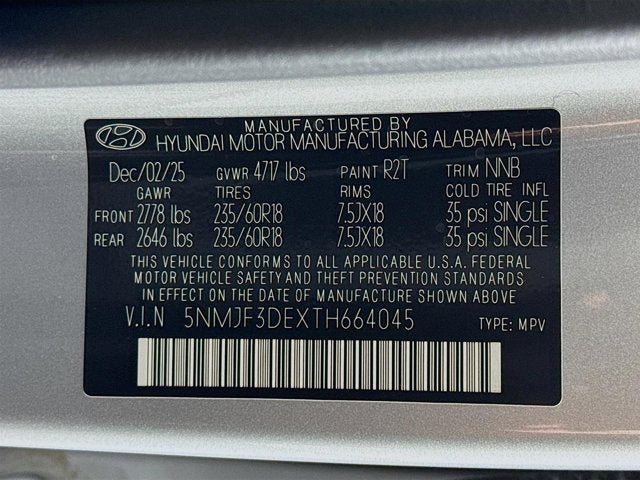 MANUFACTURED BY
HYUNDAI MOTOR MANUFACTURING ALABAMA, LLC
Dec/02/25 GVWR 4717 lbs PAINT R2T TRIM NNB
GAWR TIRES RIMS COLD TIRE INFL
FRONT 2778 lbs 235/60R18 7.5JX18 35 psi SINGLE
REAR 2646 lbs 235/60R18 7.5JX18 35 psi SINGLE
THIS VEHICLE CONFORMS TO ALL APPLICABLE U.S.A. FEDERAL
MOTOR VEHICLE SAFETY AND THEFT PREVENTION STANDARDS
IN EFFECT ON THE DATE OF MANUFACTURE SHOWN ABOVE
V.I.N 5NMJF3DEXTH664045 TYPE: MPV